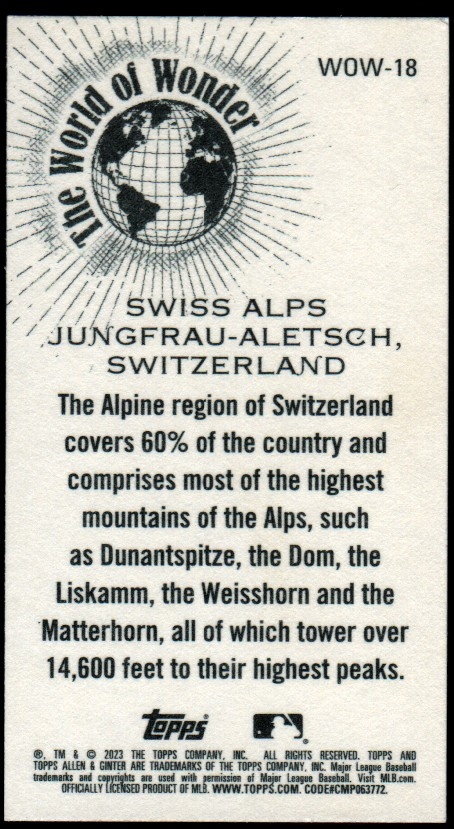 WOW-18
The World of Wonder
SWISS ALPS
JUNGFRAU-ALETSCH,
SWITZERLAND
The Alpine region of Switzerland
covers 60% of the country and
comprises most of the highest
mountains of the Alps, such
as Dunantspitze, the Dom, the
Liskamm, the Weisshorn and the
Matterhorn, all of which tower over
14,600 feet to their highest peaks.
topps ®
®, TM & © 2023 THE TOPPS COMPANY, INC. ALL RIGHTS RESERVED. TOPPS AND
TOPPS ALLEN & GINTER ARE TRADEMARKS OF THE TOPPS COMPANY, INC. Major League Baseball
trademarks and copyrights are used with permission of Major League Baseball. Visit MLB.com.
OFFICIALLY LICENSED PRODUCT OF MLB. WWW.TOPPS.COM. CODE#CMP063772.